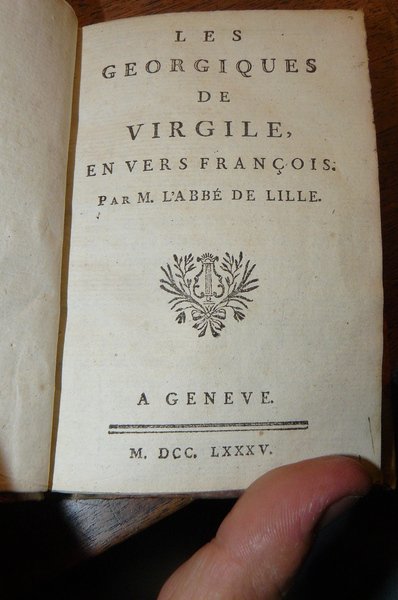 LES
GEORGIQUES
DE
VIRGILE,
EN VERS FRANÇOIS.
PAR M. L'ABBÉ DE LILLE.
A GENEVE.
M. DCC. LXXXV.